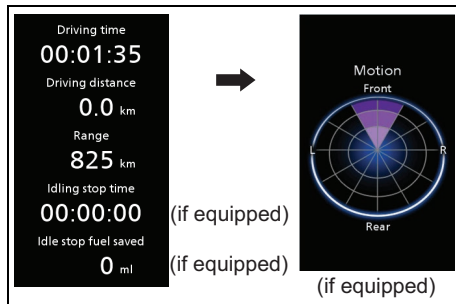 Driving time
00:01:35
Driving distance
0.0 km
Range
825 km
Idling stop time
00:00:00 (if equipped)
Idle stop fuel saved
0 ml (if equipped)
Motion
Front
L R
Rear
(if equipped)